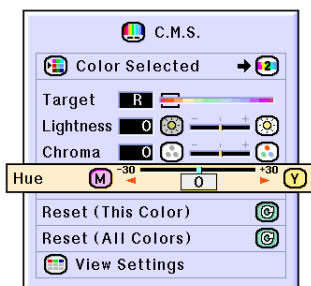 C.M.S.
Color Selected 2
Target R
Lightness 0 - +
Chroma 0 - +
Hue M -30 0 +30 Y
Reset (This Color)
Reset (All Colors)
View Settings